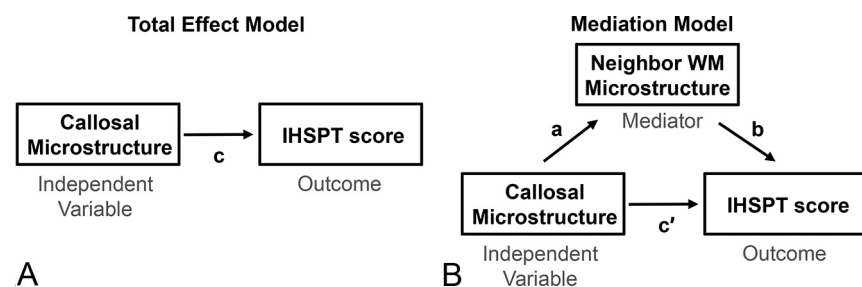 Total Effect Model
Callosal
Microstructure
c
IHSPT score
Independent
Variable
Outcome
A
Mediation Model
Neighbor WM
Microstructure
Mediator
a
b
Callosal
Microstructure
c′
IHSPT score
Independent
Variable
Outcome
B